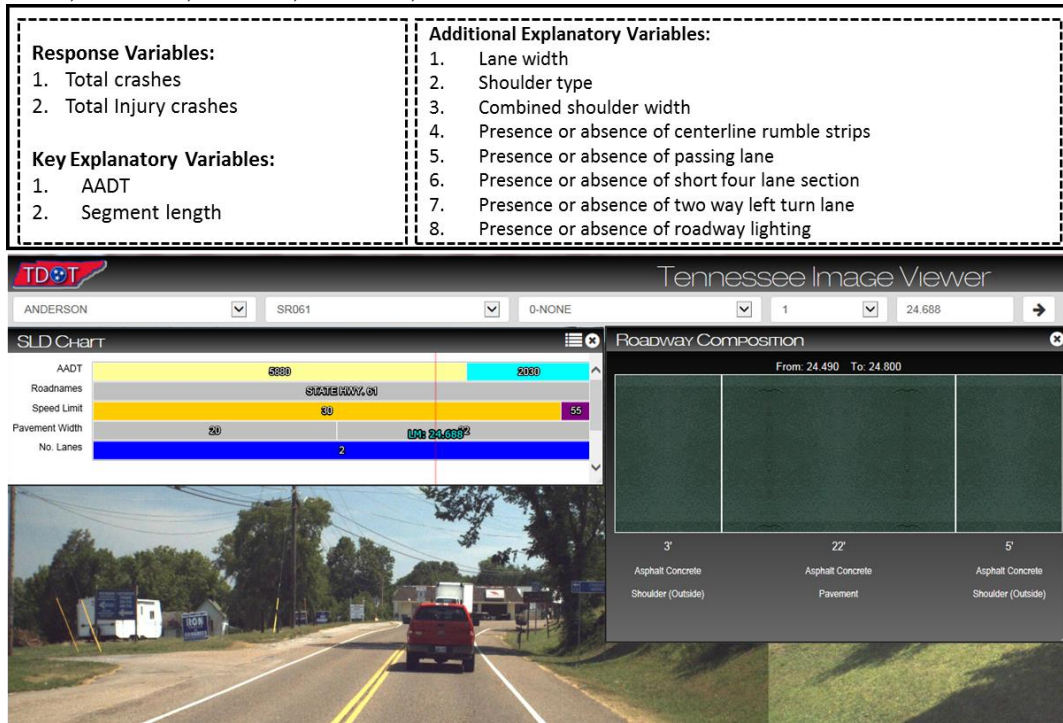 Response Variables:
1. Total crashes
2. Total Injury crashes
Key Explanatory Variables:
1. AADT
2. Segment length
Additional Explanatory Variables:
1. Lane width
2. Shoulder type
3. Combined shoulder width
4. Presence or absence of centerline rumble strips
5. Presence or absence of passing lane
6. Presence or absence of short four lane section
7. Presence or absence of two way left turn lane
8. Presence or absence of roadway lighting
TDOT
Tennessee Image Viewer
ANDERSON SR061 0-NONE 1 24.688
SLD Chart
AADT 5880 2030
Roadnames STATE HWY. 61
Speed Limit 30 55
Pavement Width 20 LM: 24.688
No. Lanes 2
Roadway Composition
From: 24.490 To: 24.800
3' 22' 5'
Asphalt Concrete Asphalt Concrete Asphalt Concrete
Shoulder (Outside) Pavement Shoulder (Outside)